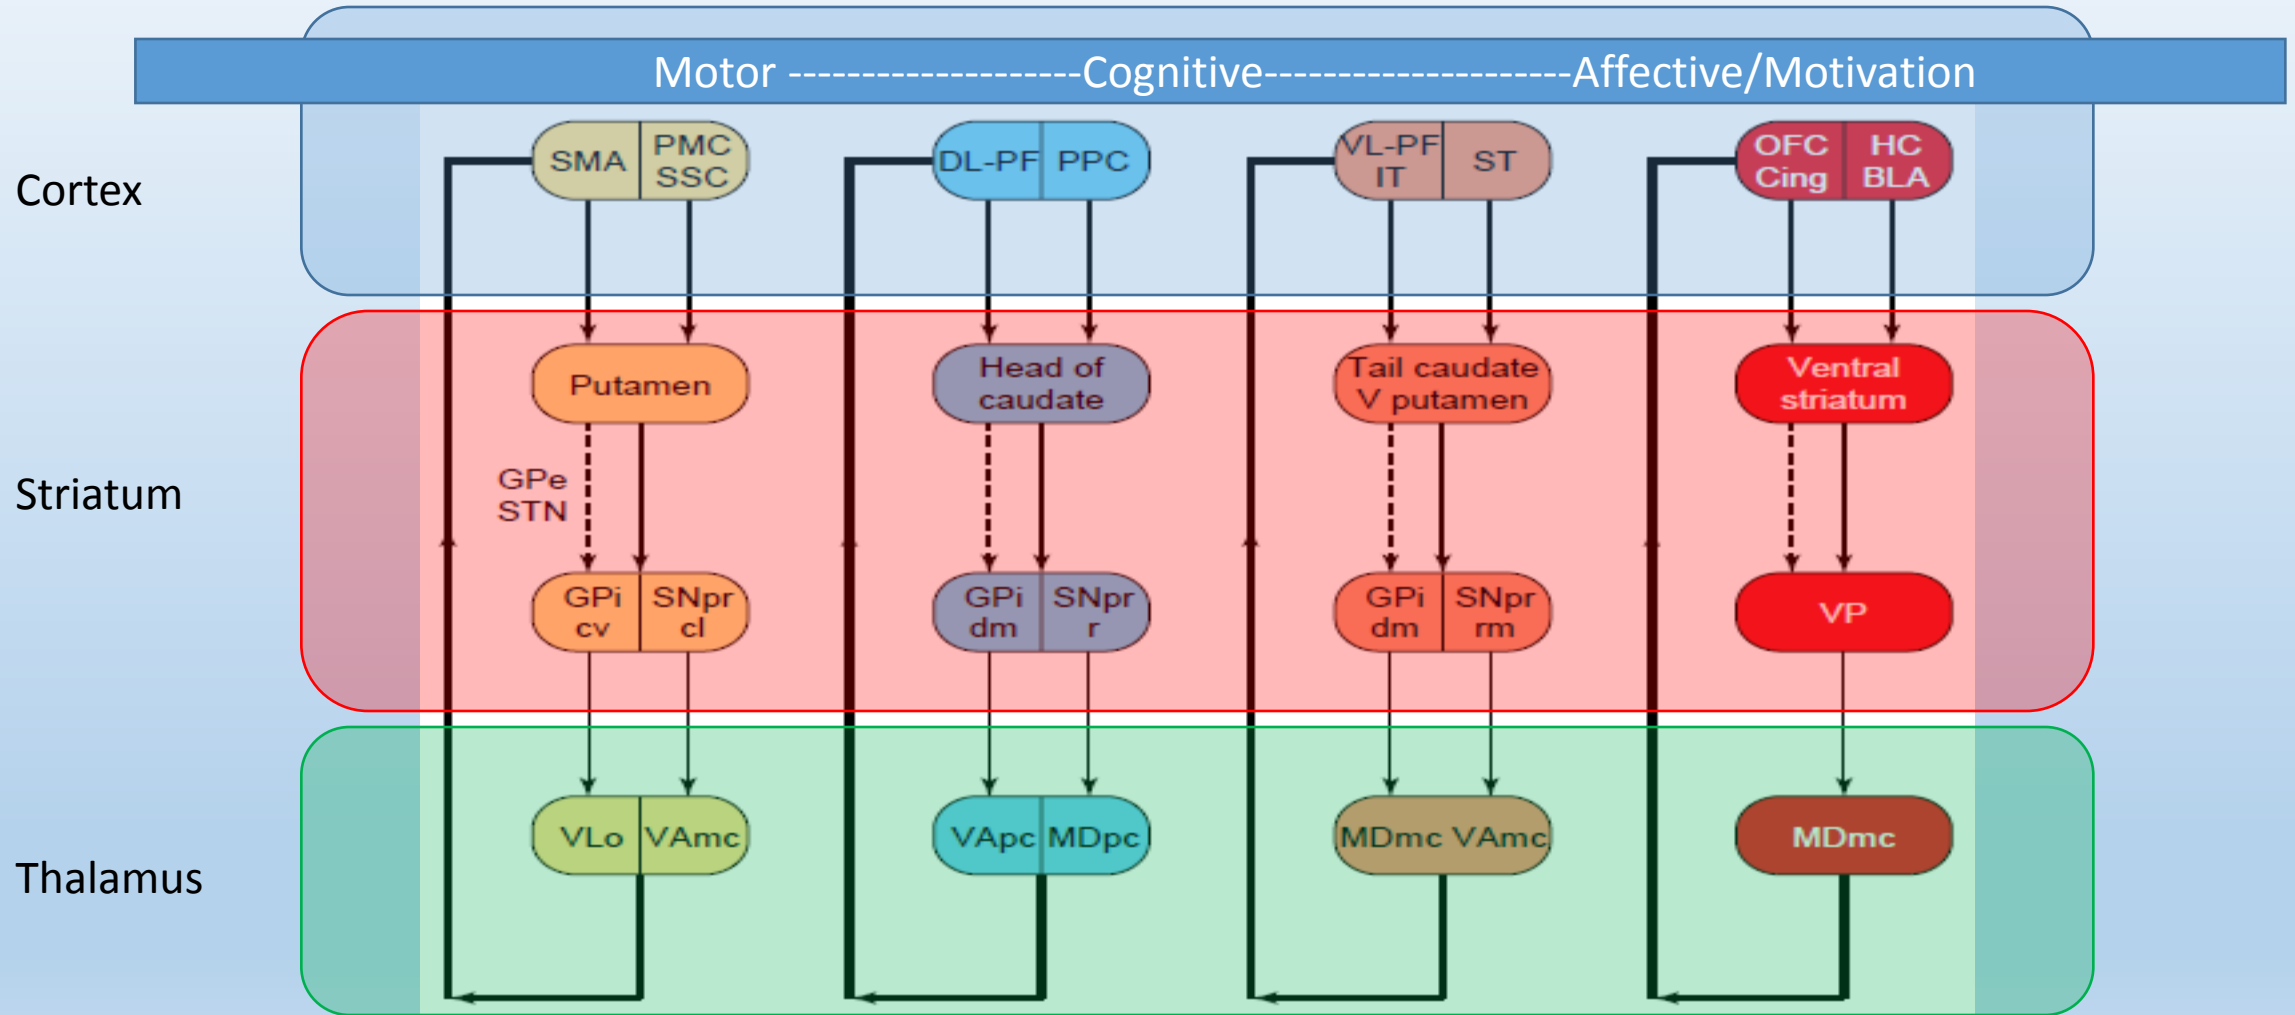 Motor --------------------Cognitive---------------------Affective/Motivation
Cortex
SMA
PMC
SSC
DL-PF
PPC
VL-PF
IT
ST
OFC
Cing
HC
BLA
Striatum
Putamen
Head of
caudate
Tail caudate
V putamen
Ventral
striatum
GPe
STN
GPi
cv
SNpr
cl
GPi
dm
SNpr
r
GPi
dm
SNpr
rm
VP
Thalamus
VLo
VAmc
VApc
MDpc
MDmc VAmc
MDmc